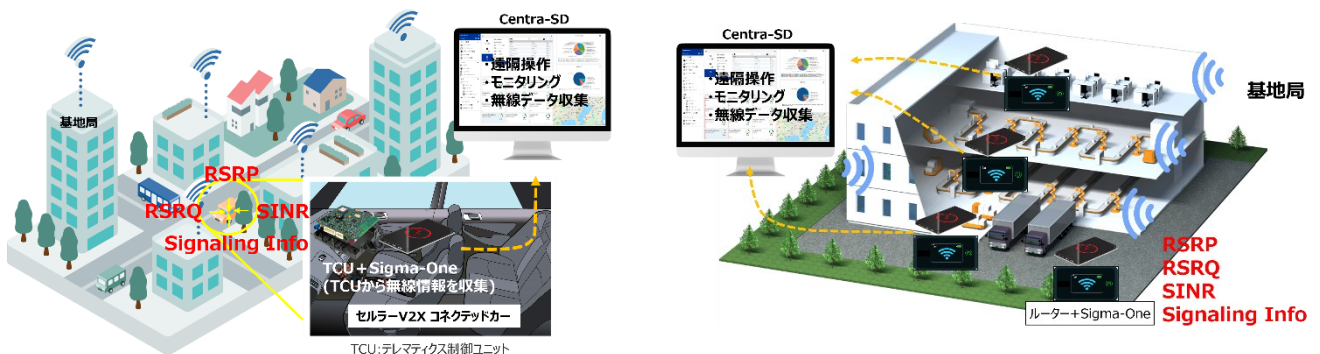 Centra-SD
・遠隔操作
・モニタリング
・無線データ収集
基地局
RSRP
RSRQ
SINR
Signaling Info
TCU+Sigma-One
(TCUから無線情報を収集)
セルラーV2X コネクテッドカー
TCU:テレマティクス制御ユニット
Centra-SD
・遠隔操作
・モニタリング
・無線データ収集
基地局
RSRP
RSRQ
SINR
Signaling Info
ルーター+Sigma-One